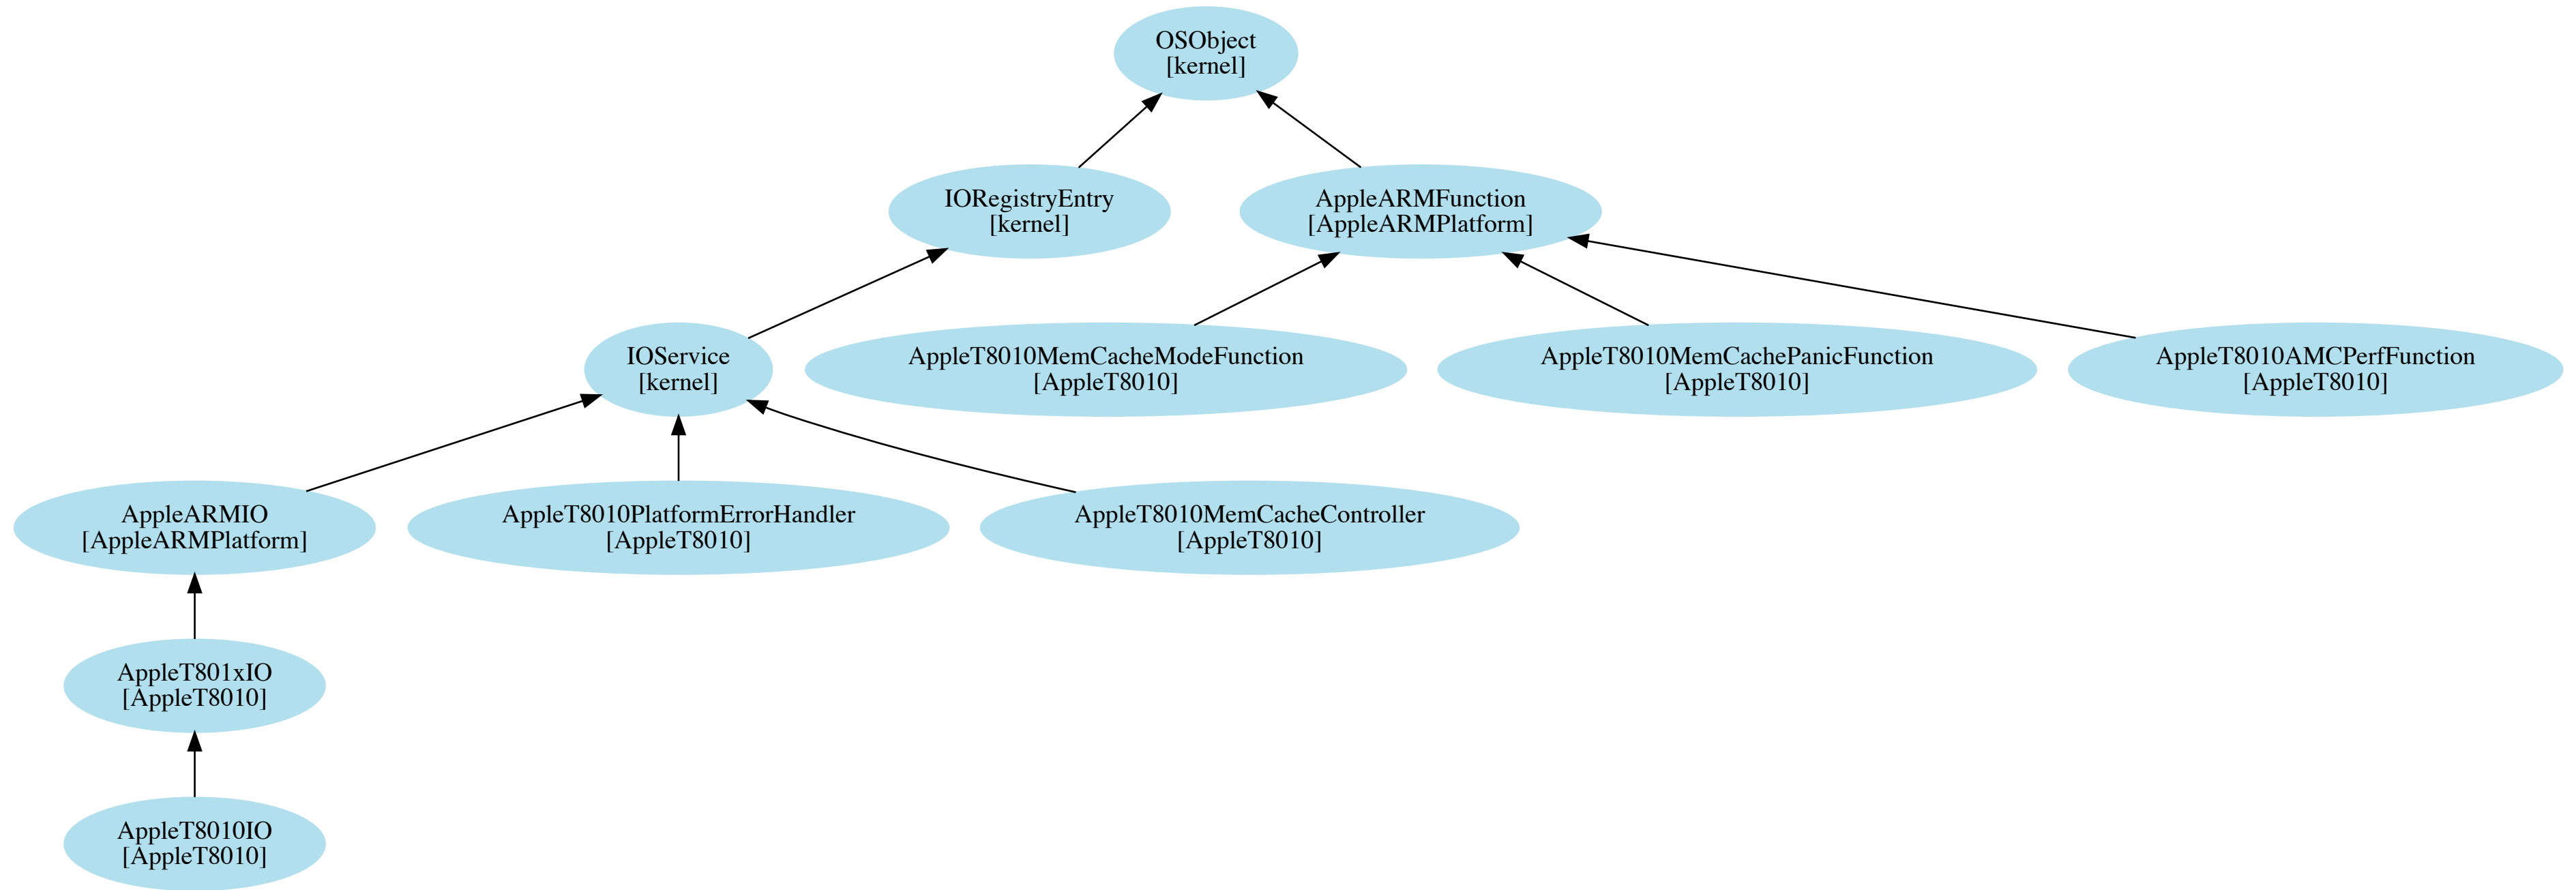 OSObject
[kernel]
IORegistryEntry
[kernel]
AppleARMFunction
[AppleARMPlatform]
IOService
[kernel]
AppleT8010MemCacheModeFunction
[AppleT8010]
AppleT8010MemCachePanicFunction
[AppleT8010]
AppleT8010AMCPerfFunction
[AppleT8010]
AppleARMIO
[AppleARMPlatform]
AppleT8010PlatformErrorHandler
[AppleT8010]
AppleT8010MemCacheController
[AppleT8010]
AppleT801xIO
[AppleT8010]
AppleT8010IO
[AppleT8010]